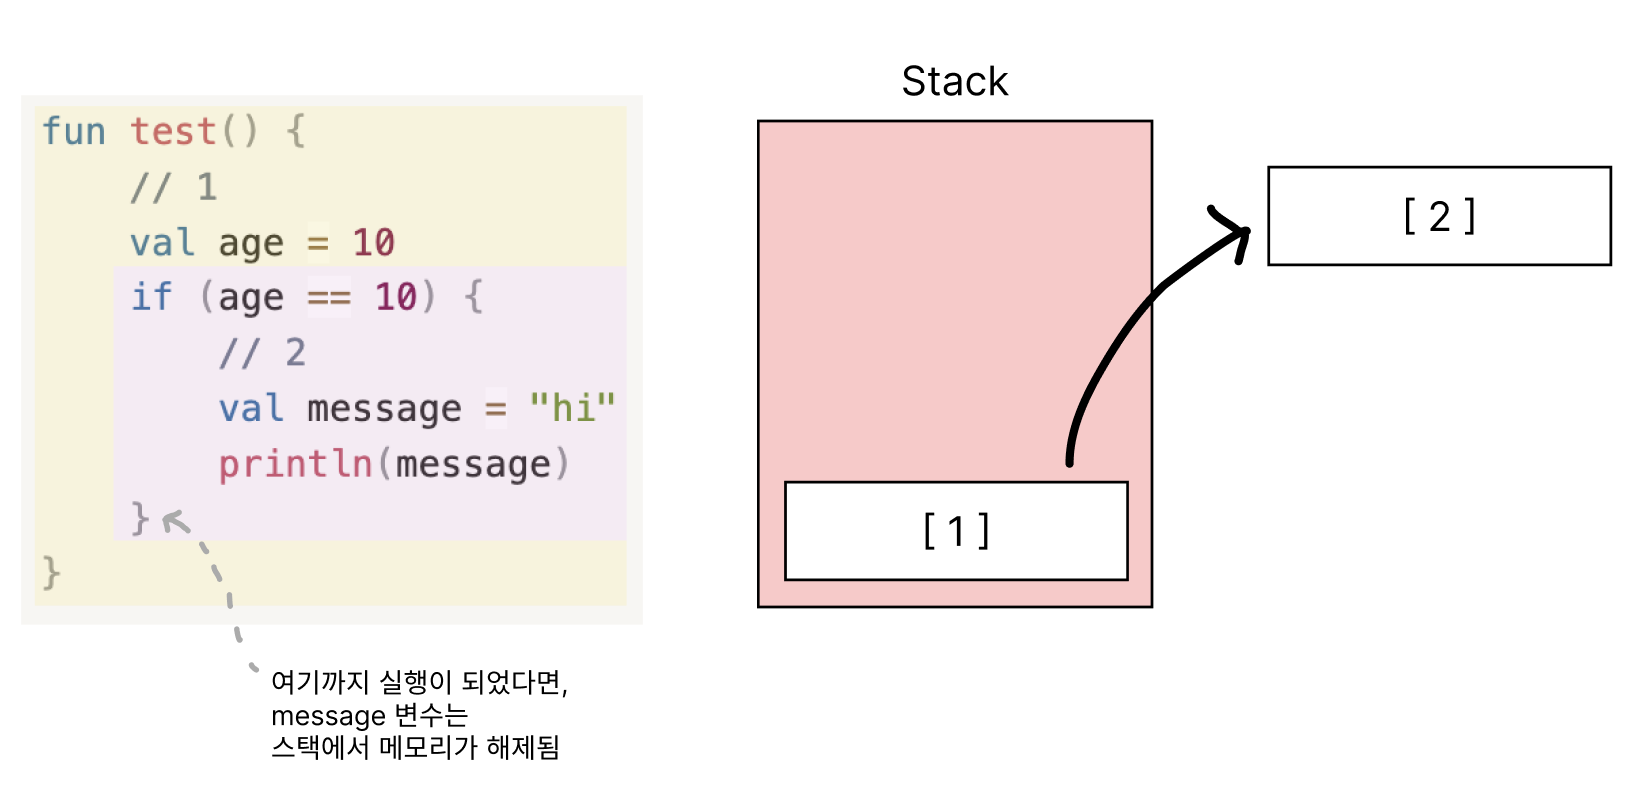 fun test() {
// 1
val age = 10
if (age == 10) {
// 2
val message = "hi"
println(message)
}
}
여기까지 실행이 되었다면,
message 변수는
스택에서 메모리가 해제됨
Stack
[ 2 ]
[ 1 ]